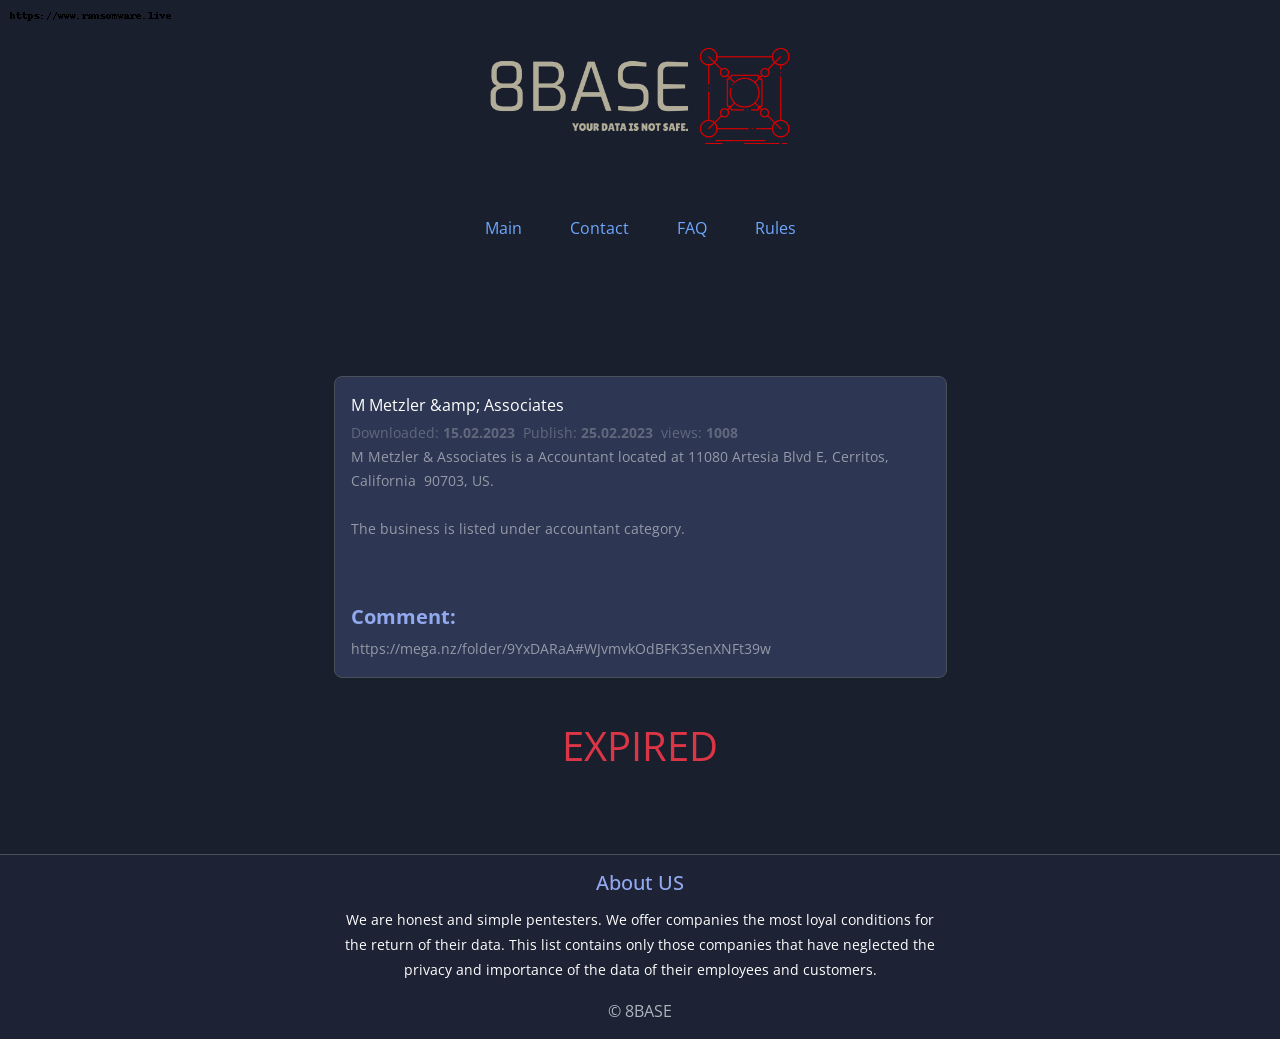 https://www.ransomware.live
8BASE
YOUR DATA IS NOT SAFE.
Main Contact FAQ Rules
M Metzler &amp; Associates
Downloaded: 15.02.2023 Publish: 25.02.2023 views: 1008
M Metzler & Associates is a Accountant located at 11080 Artesia Blvd E, Cerritos,
California 90703, US.
The business is listed under accountant category.
Comment:
https://mega.nz/folder/9YxDARaA#WJvmvkOdBFK3SenXNFt39w
EXPIRED
About US
We are honest and simple pentesters. We offer companies the most loyal conditions for
the return of their data. This list contains only those companies that have neglected the
privacy and importance of the data of their employees and customers.
© 8BASE